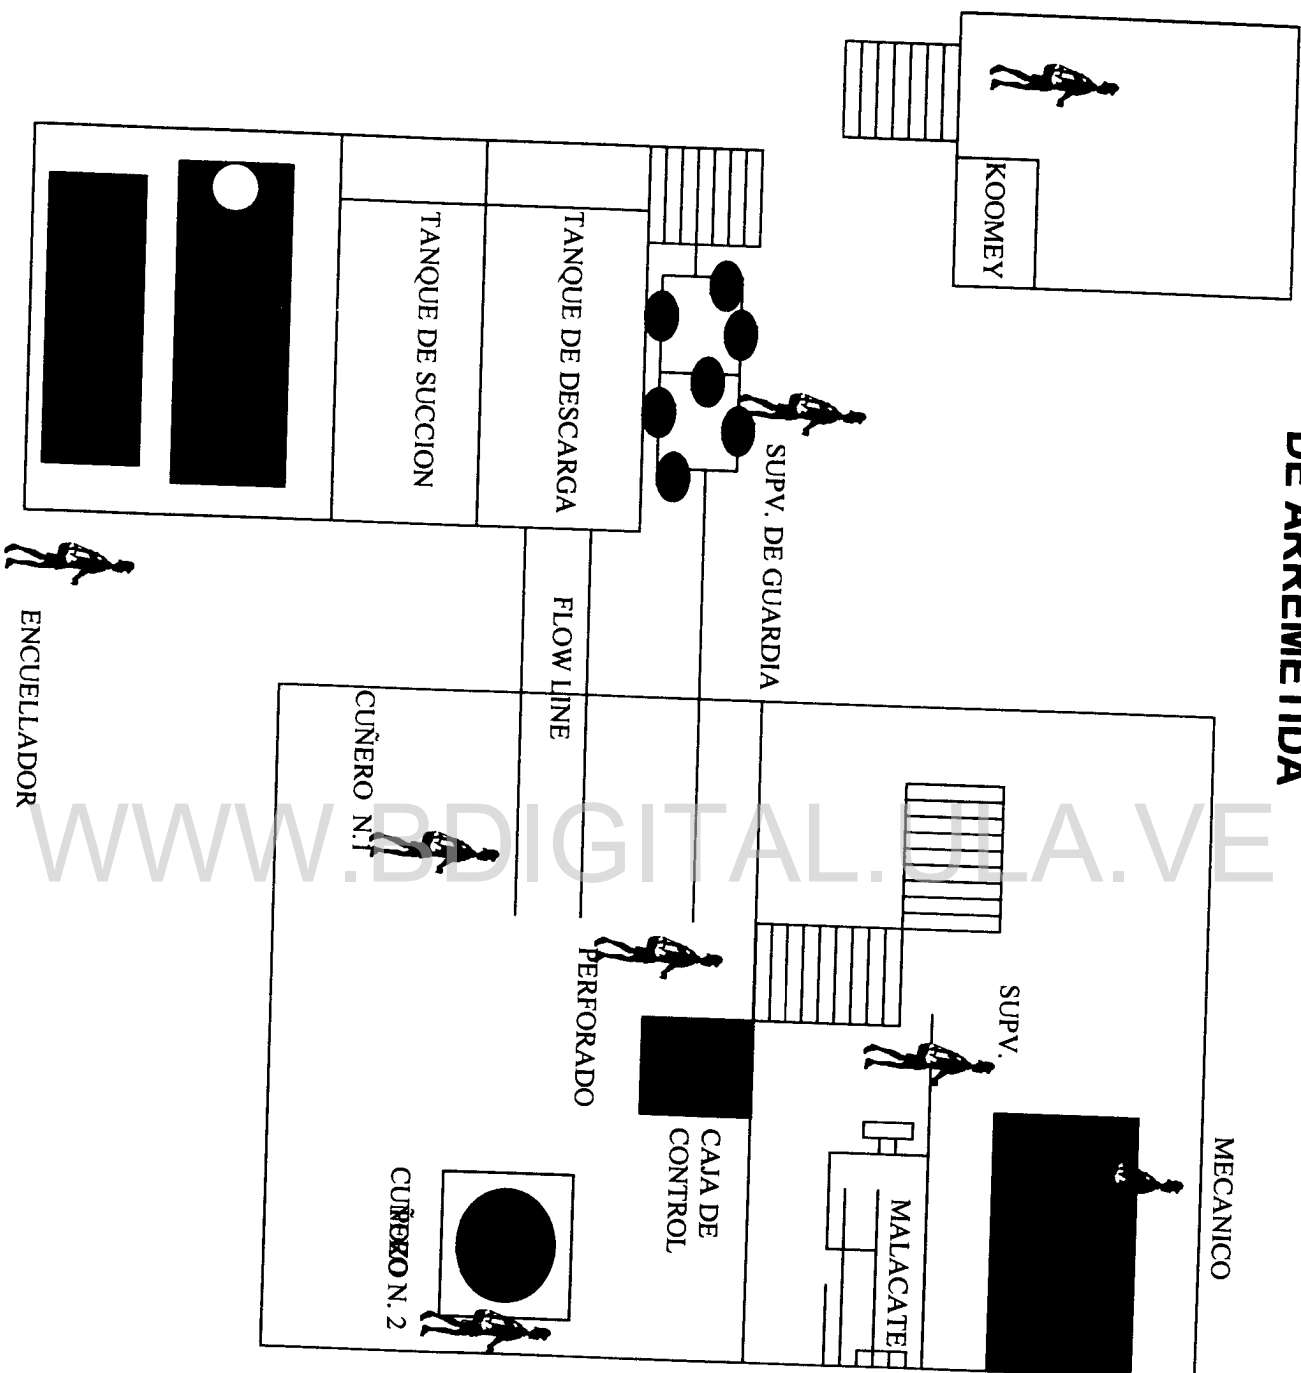 DE ARREMETIDA
KOOMEY
MECANICO
SUPV.
MALACATE
SUPV. DE GUARDIA
CAJA DE
CONTROL
TANQUE DE DESCARGA
FLOW LINE
PERFORADO
TANQUE DE SUCCION
CUÑERO N.1
CUÑERO N. 2
POZO
ENCUELLADOR
WWW.BDIGITAL.ULA.VE